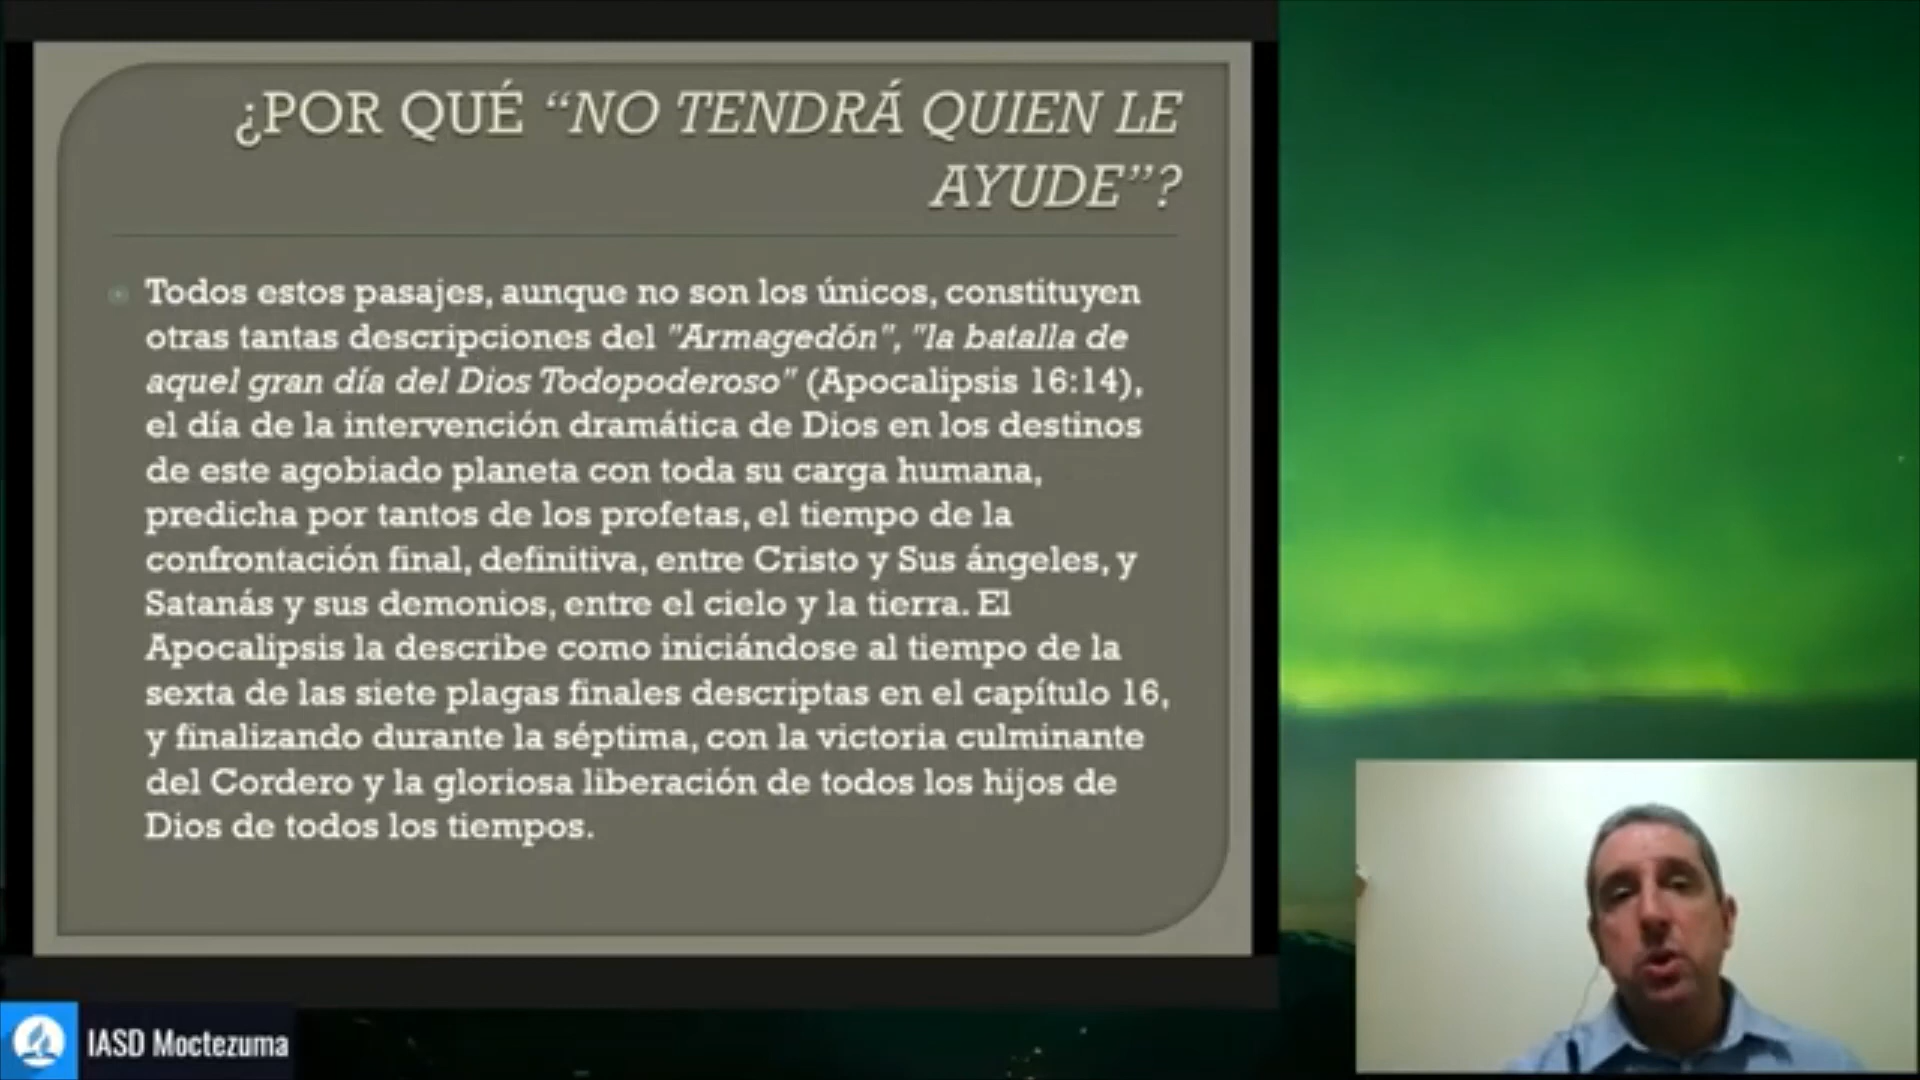 ¿POR QUÉ “NO TENDRÁ QUIEN LE
AYUDE”?
Todos estos pasajes, aunque no son los únicos, constituyen
otras tantas descripciones del "Armagedón", "la batalla de
aquel gran día del Dios Todopoderoso" (Apocalipsis 16:14),
el día de la intervención dramática de Dios en los destinos
de este agobiado planeta con toda su carga humana,
predicha por tantos de los profetas, el tiempo de la
confrontación final, definitiva, entre Cristo y Sus ángeles, y
Satanás y sus demonios, entre el cielo y la tierra. El
Apocalipsis la describe como iniciándose al tiempo de la
sexta de las siete plagas finales descriptas en el capítulo 16,
y finalizando durante la séptima, con la victoria culminante
del Cordero y la gloriosa liberación de todos los hijos de
Dios de todos los tiempos.
IASD Moctezuma